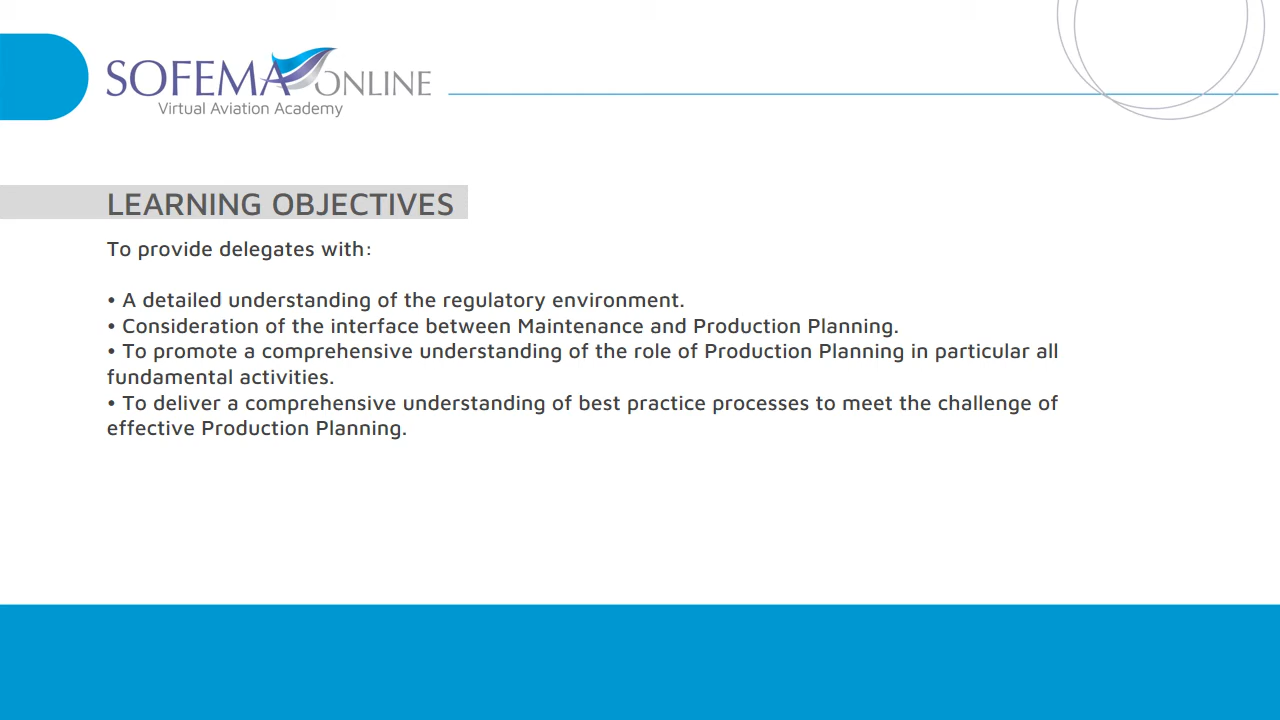 SOFEMA ONLINE
Virtual Aviation Academy
LEARNING OBJECTIVES
To provide delegates with:
• A detailed understanding of the regulatory environment.
• Consideration of the interface between Maintenance and Production Planning.
• To promote a comprehensive understanding of the role of Production Planning in particular all
fundamental activities.
• To deliver a comprehensive understanding of best practice processes to meet the challenge of
effective Production Planning.